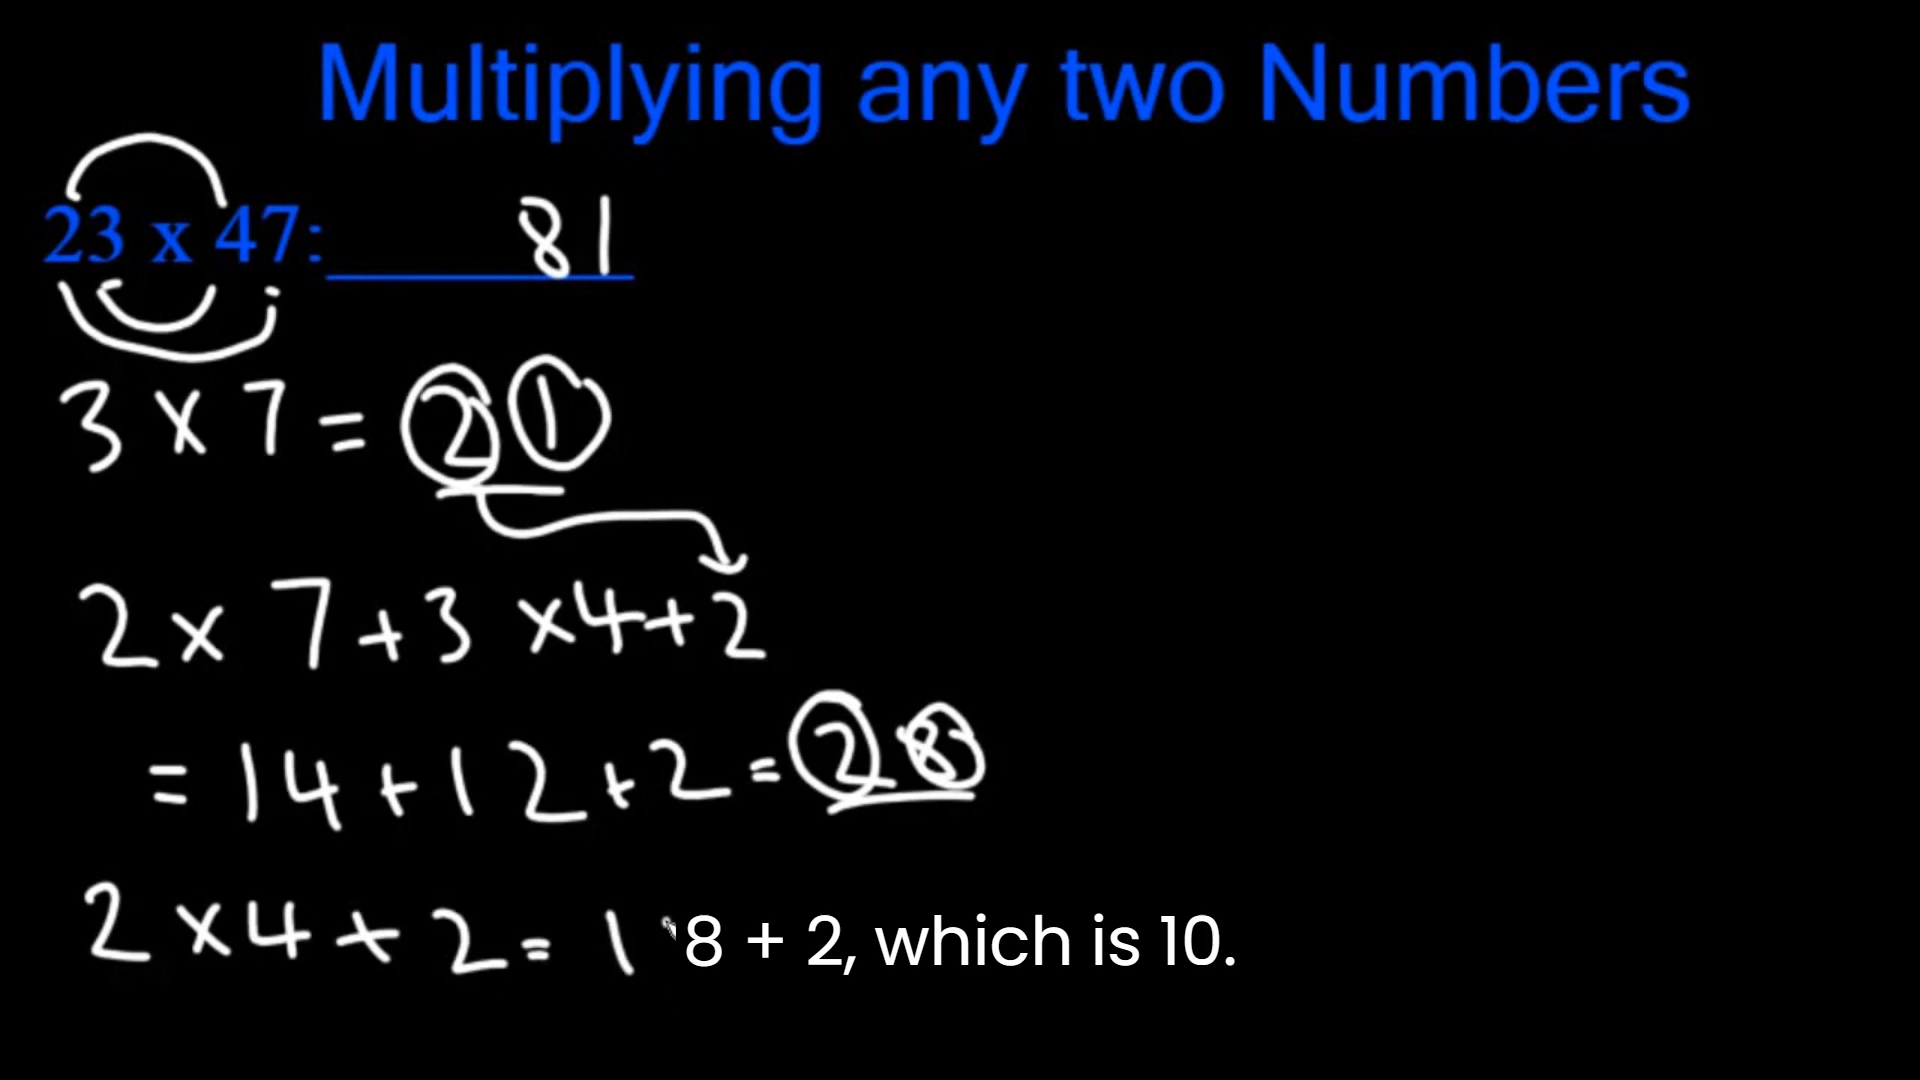 Multiplying any two Numbers
23 x 47: 81
3 x 7 = 21
2 x 7 + 3 x 4 + 2
= 14 + 12 + 2 = 28
2 x 4 + 2 = 1
8 + 2, which is 10.